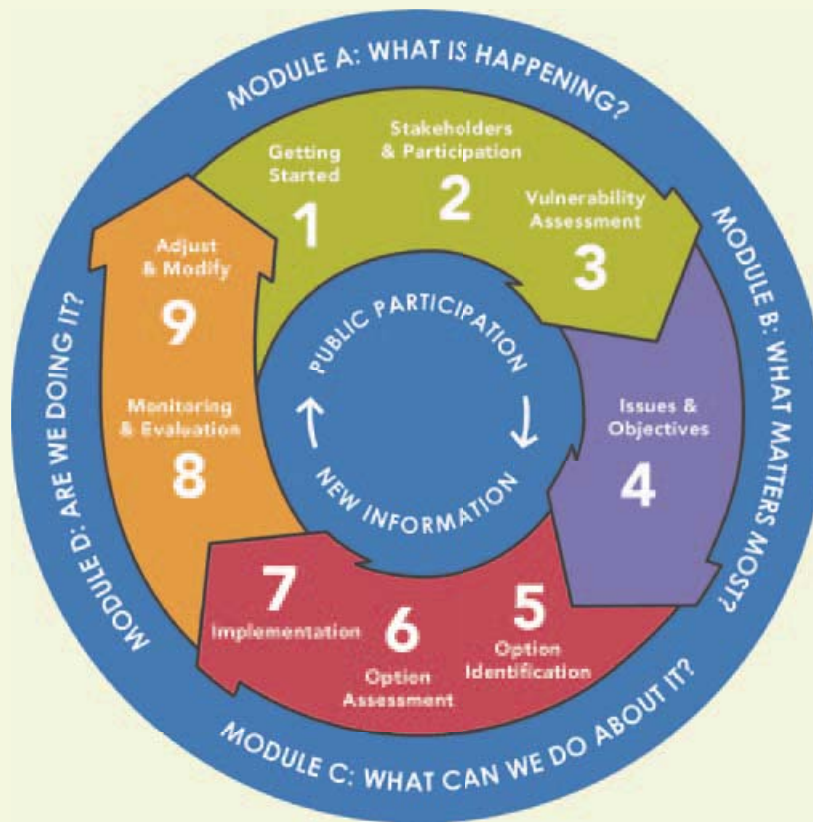 MODULE A: WHAT IS HAPPENING?
Getting
Started
1
Stakeholders
& Participation
2
Vulnerability
Assessment
3
MODULE B: WHAT MATTERS MOST?
Issues &
Objectives
4
MODULE C: WHAT CAN WE DO ABOUT IT?
5
Option
Identification
6
Option
Assessment
7
Implementation
MODULE D: ARE WE DOING IT?
Monitoring
& Evaluation
8
Adjust
& Modify
9
PUBLIC PARTICIPATION
NEW INFORMATION